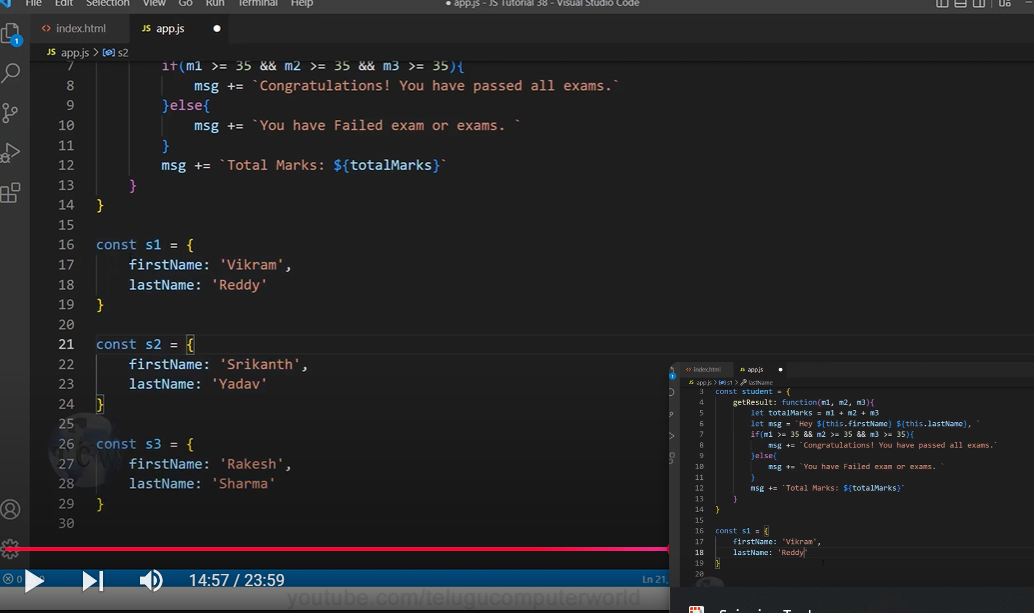 File Edit Selection View Go Run Terminal Help
● app.js - JS Tutorial 38 - Visual Studio Code
<> index.html JS app.js ●
JS app.js > s2
7 if(m1 >= 35 && m2 >= 35 && m3 >= 35){
8 msg += `Congratulations! You have passed all exams.`
9 }else{
10 msg += `You have Failed exam or exams. `
11 }
12 msg += `Total Marks: ${totalMarks}`
13 }
14 }
15
16 const s1 = {
17 firstName: 'Vikram',
18 lastName: 'Reddy'
19 }
20
21 const s2 = {
22 firstName: 'Srikanth',
23 lastName: 'Yadav'
24 }
25
26 const s3 = {
27 firstName: 'Rakesh',
28 lastName: 'Sharma'
29 }
30
1
<> index.html JS app.js ●
JS app.js > s1 > lastName
3 const student = {
4 getResult: function(m1, m2, m3){
5 let totalMarks = m1 + m2 + m3
6 let msg = `Hey ${this.firstName} ${this.lastName}, `
7 if(m1 >= 35 && m2 >= 35 && m3 >= 35){
8 msg += `Congratulations! You have passed all exams.`
9 }else{
10 msg += `You have Failed exam or exams. `
11 }
12 msg += `Total Marks: ${totalMarks}`
13 }
14 }
15
16 const s1 = {
17 firstName: 'Vikram',
18 lastName: 'Reddy'
19 }
20
0
14:57 / 23:59
Ln 21,
youtube.com/telugucomputerworld